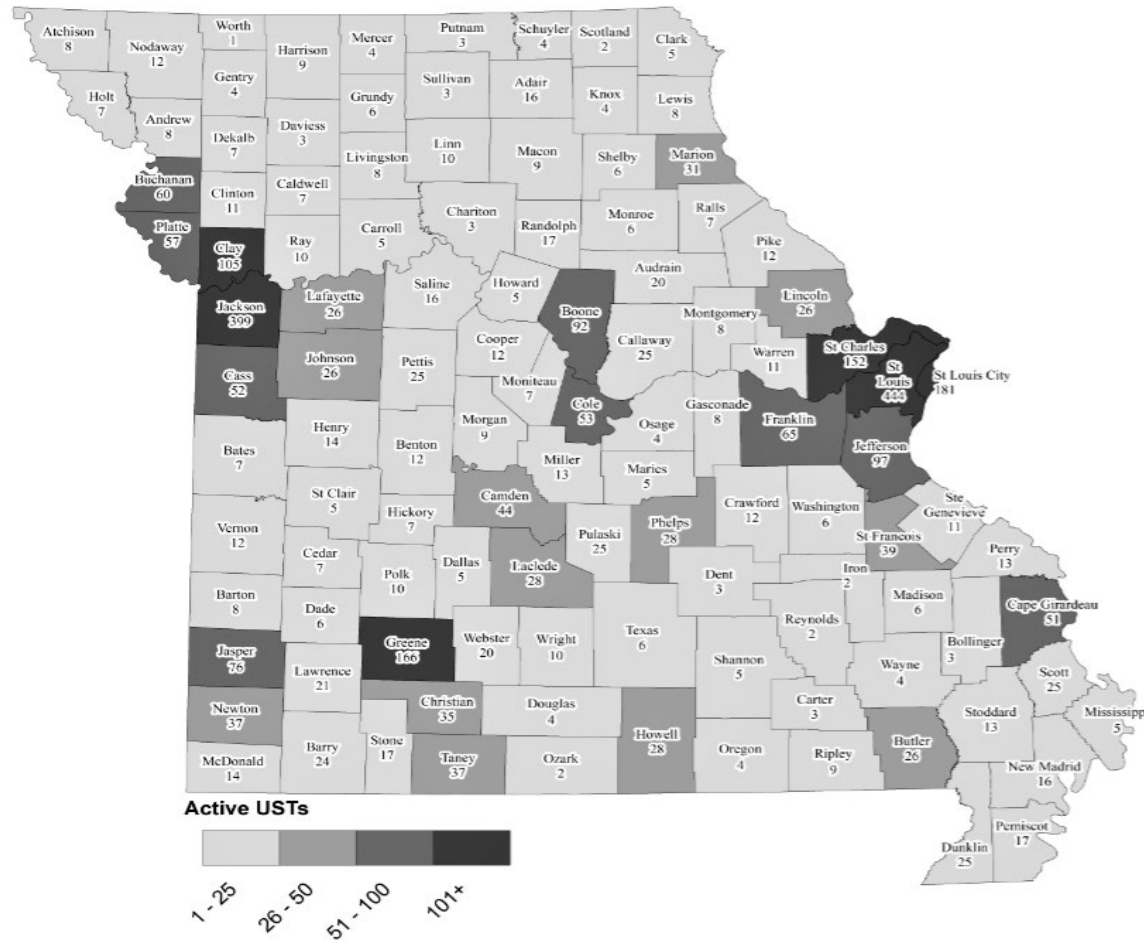 Atchison
8
Nodaway
12
Worth
1
Harrison
9
Mercer
4
Putnam
3
Schuyler
4
Scotland
2
Clark
5
Holt
7
Gentry
4
Grundy
6
Sullivan
3
Adair
16
Knox
4
Lewis
8
Andrew
8
Dekalb
7
Daviess
3
Livingston
8
Linn
10
Macon
9
Shelby
6
Marion
31
Buchanan
60
Clinton
11
Caldwell
7
Chariton
3
Randolph
17
Monroe
6
Ralls
7
Platte
57
Clay
105
Ray
10
Carroll
5
Pike
12
Audrain
20
Jackson
399
Lafayette
26
Saline
16
Howard
5
Boone
92
Callaway
25
Montgomery
8
Lincoln
26
Warren
11
St Charles
152
St
Louis
444
St Louis City
181
Cass
52
Johnson
26
Pettis
25
Cooper
12
Moniteau
7
Cole
53
Osage
4
Gasconade
8
Franklin
65
Jefferson
97
Bates
7
Henry
14
Benton
12
Morgan
9
Miller
13
Maries
5
Camden
44
St Clair
5
Hickory
7
Pulaski
25
Phelps
28
Crawford
12
Washington
6
Ste
Genevieve
11
St Francois
39
Perry
13
Vernon
12
Cedar
7
Polk
10
Dallas
5
Laclede
28
Dent
3
Iron
2
Madison
6
Cape Girardeau
51
Barton
8
Dade
6
Greene
166
Webster
20
Wright
10
Texas
6
Reynolds
2
Bollinger
3
Jasper
76
Lawrence
21
Shannon
5
Wayne
4
Scott
25
Newton
37
Christian
35
Douglas
4
Howell
28
Carter
3
Stoddard
13
Mississipp
5
McDonald
14
Barry
24
Stone
17
Taney
37
Ozark
2
Oregon
4
Ripley
9
Butler
26
New Madrid
16
Dunklin
25
Pemiscot
17
Active USTs
1 - 25
26 - 50
51 - 100
101+